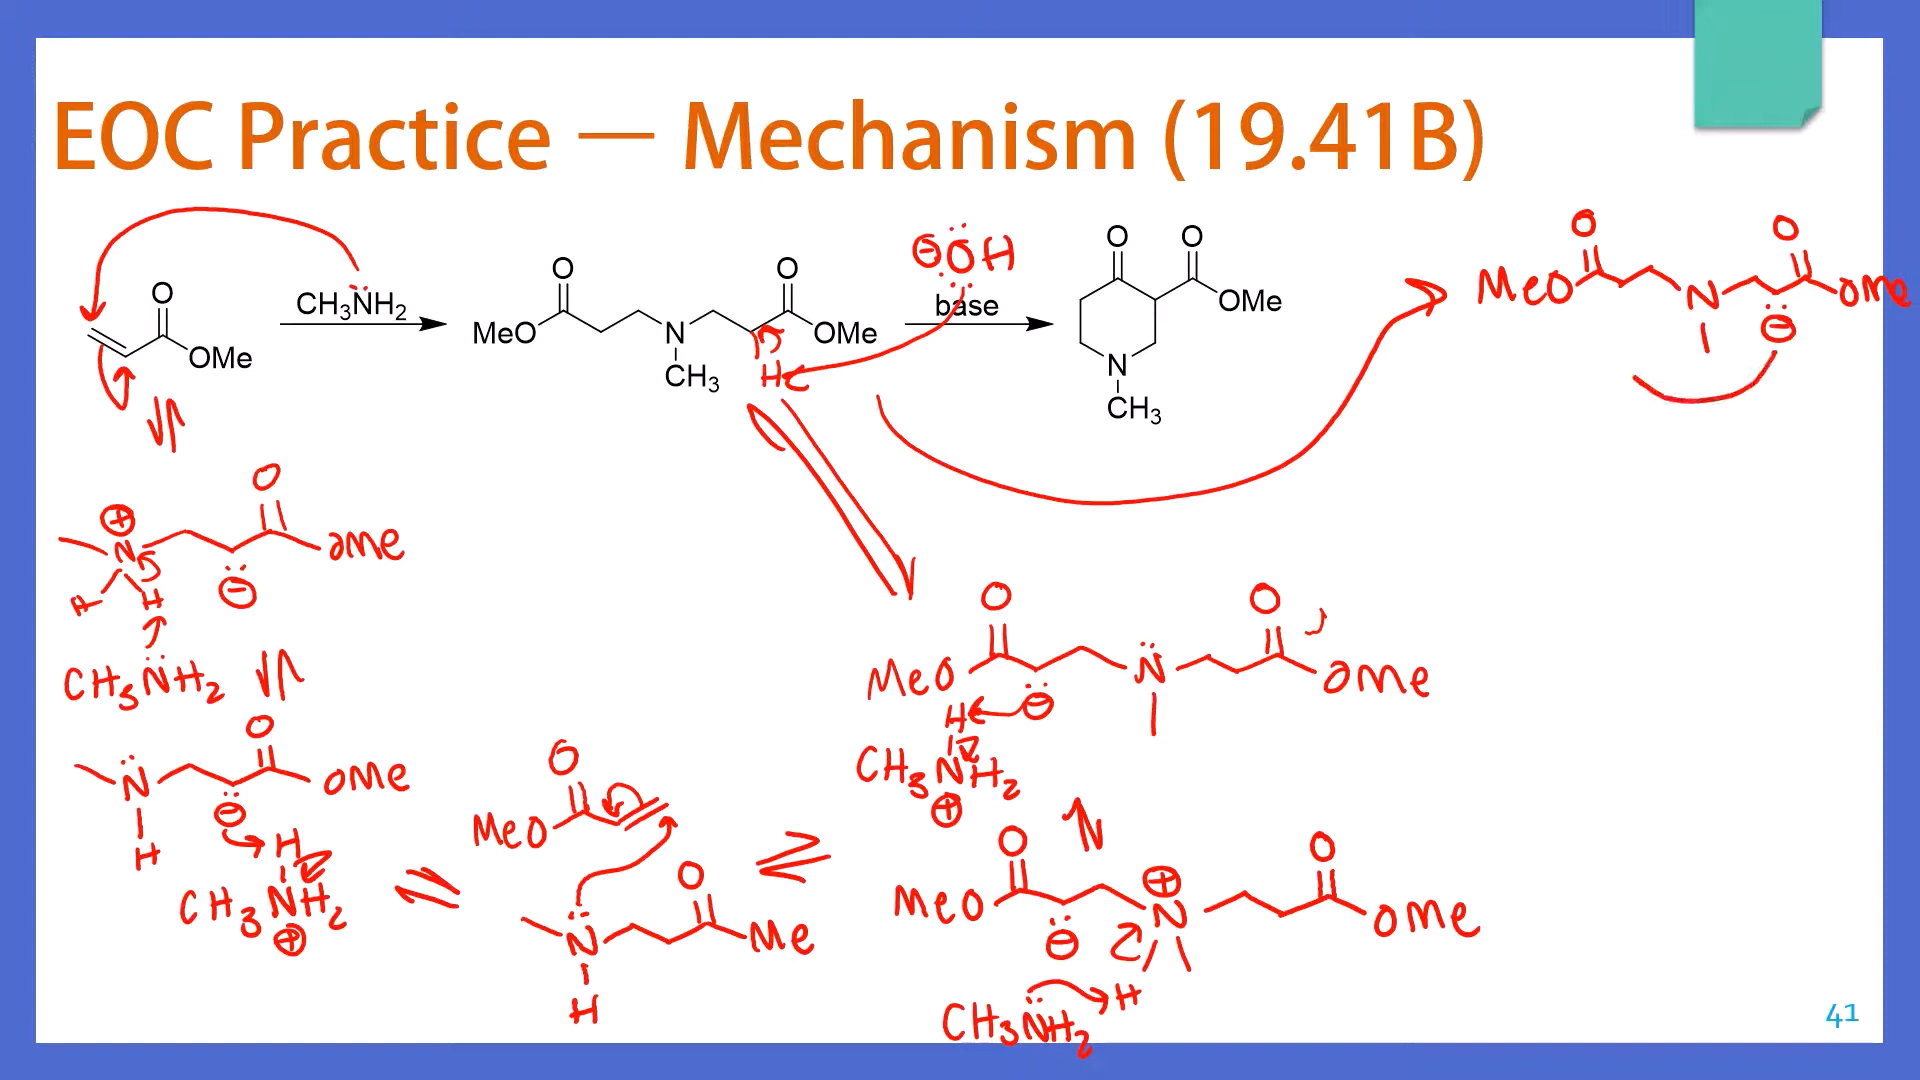 EOC Practice — Mechanism (19.41B)
O
OMe
CH₃NH₂
O
MeO
N
CH₃
O
OMe
H
⊖OH
base
O
O
OMe
N
CH₃
O
MeO
N
O
⊖
OMe
O
⊕
N
OMe
H
H
⊖
CH₃NH₂
O
N
OMe
H
⊖
H
CH₃NH₂
⊕
O
MeO
O
N
Me
H
O
O
MeO
N
OMe
⊖
H
CH₃NH₂
⊕
O
O
MeO
⊕
N
OMe
⊖
H
CH₃NH₂
41